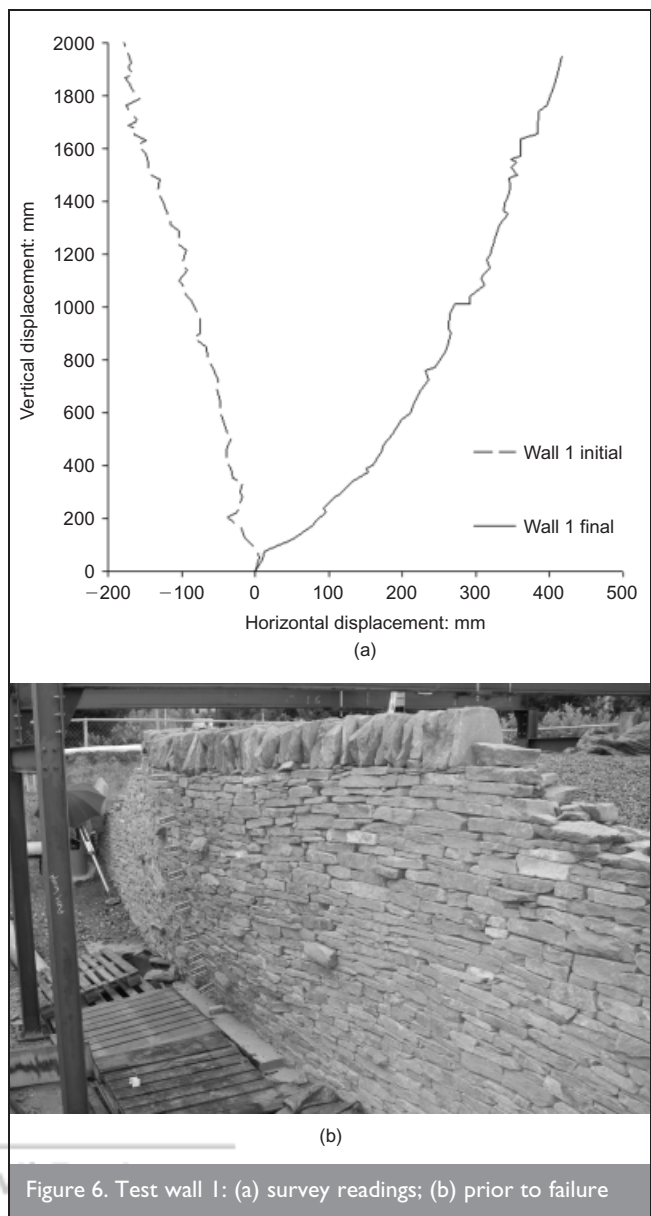 2000
1800
1600
1400
1200
1000
800
600
400
200
0
Vertical displacement: mm
Wall 1 initial
Wall 1 final
−200 −100 0 100 200 300 400 500
Horizontal displacement: mm
(a)
(b)
Figure 6. Test wall 1: (a) survey readings; (b) prior to failure